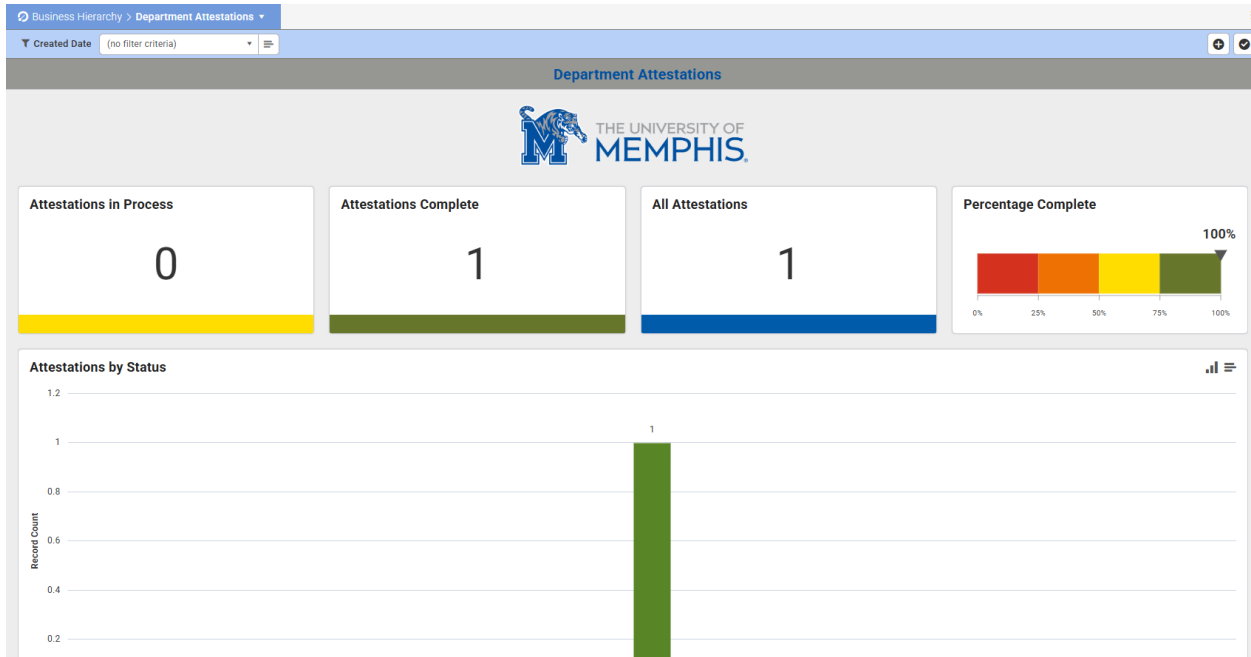 Business Hierarchy > Department Attestations
Created Date (no filter criteria)
Department Attestations
M
THE UNIVERSITY OF
MEMPHIS.
Attestations in Process
0
Attestations Complete
1
All Attestations
1
Percentage Complete
100%
0% 25% 50% 75% 100%
Attestations by Status
1.2
1
1
0.8
0.6
0.4
0.2
Record Count